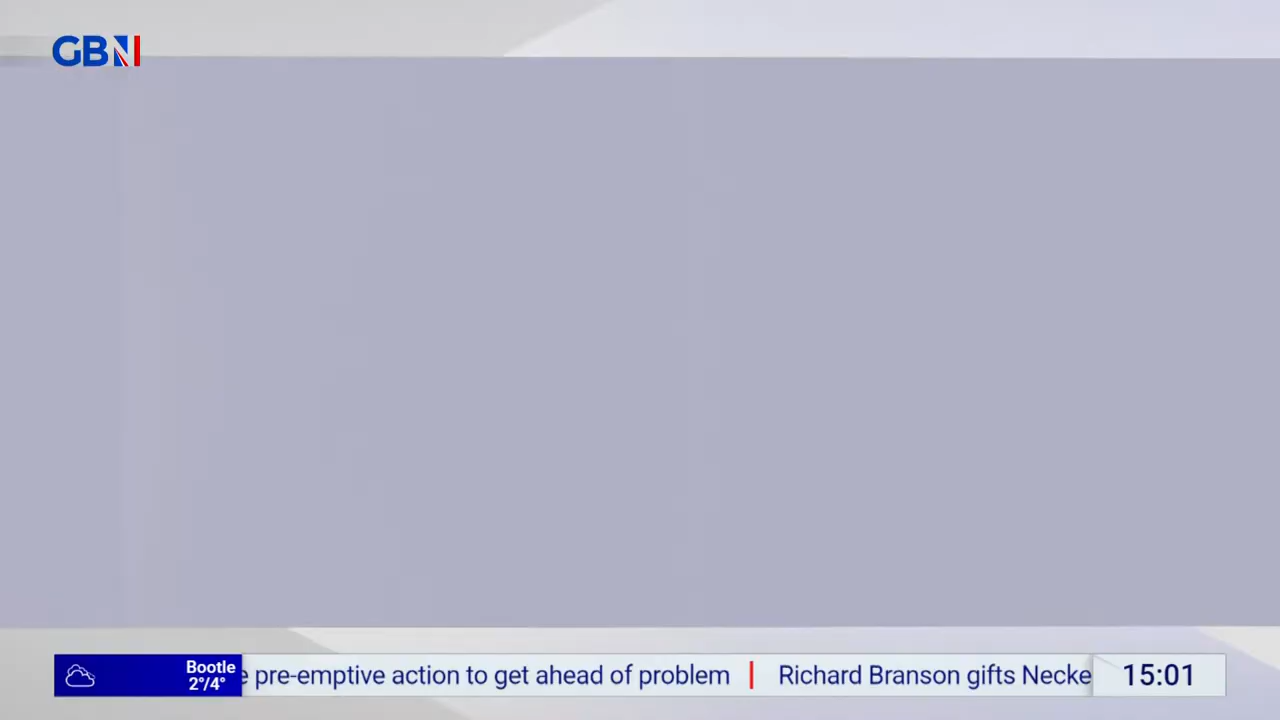 GBN
Bootle
2°/4°
pre-emptive action to get ahead of problem | Richard Branson gifts Necke
15:01